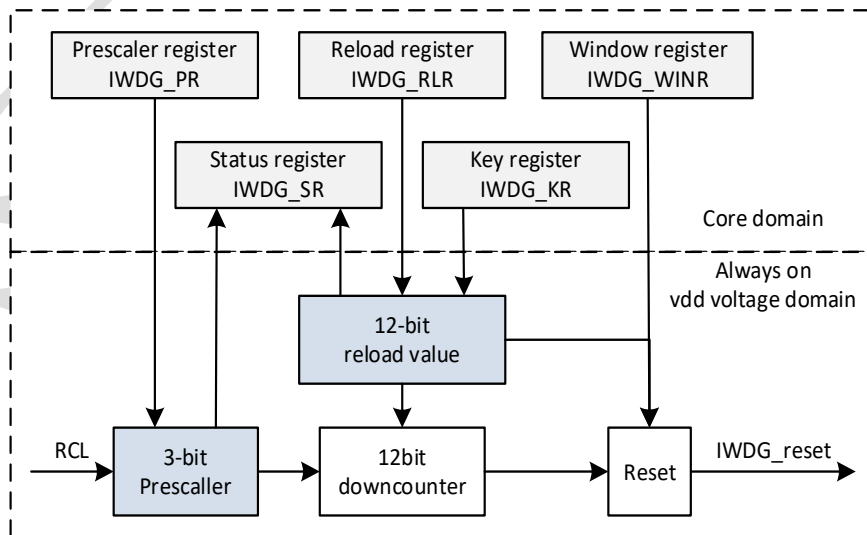 Prescaler register
IWDG_PR
Reload register
IWDG_RLR
Window register
IWDG_WINR
Status register
IWDG_SR
Key register
IWDG_KR
Core domain
Always on
vdd voltage domain
12-bit
reload value
RCL
3-bit
Prescaller
12bit
downcounter
Reset
IWDG_reset